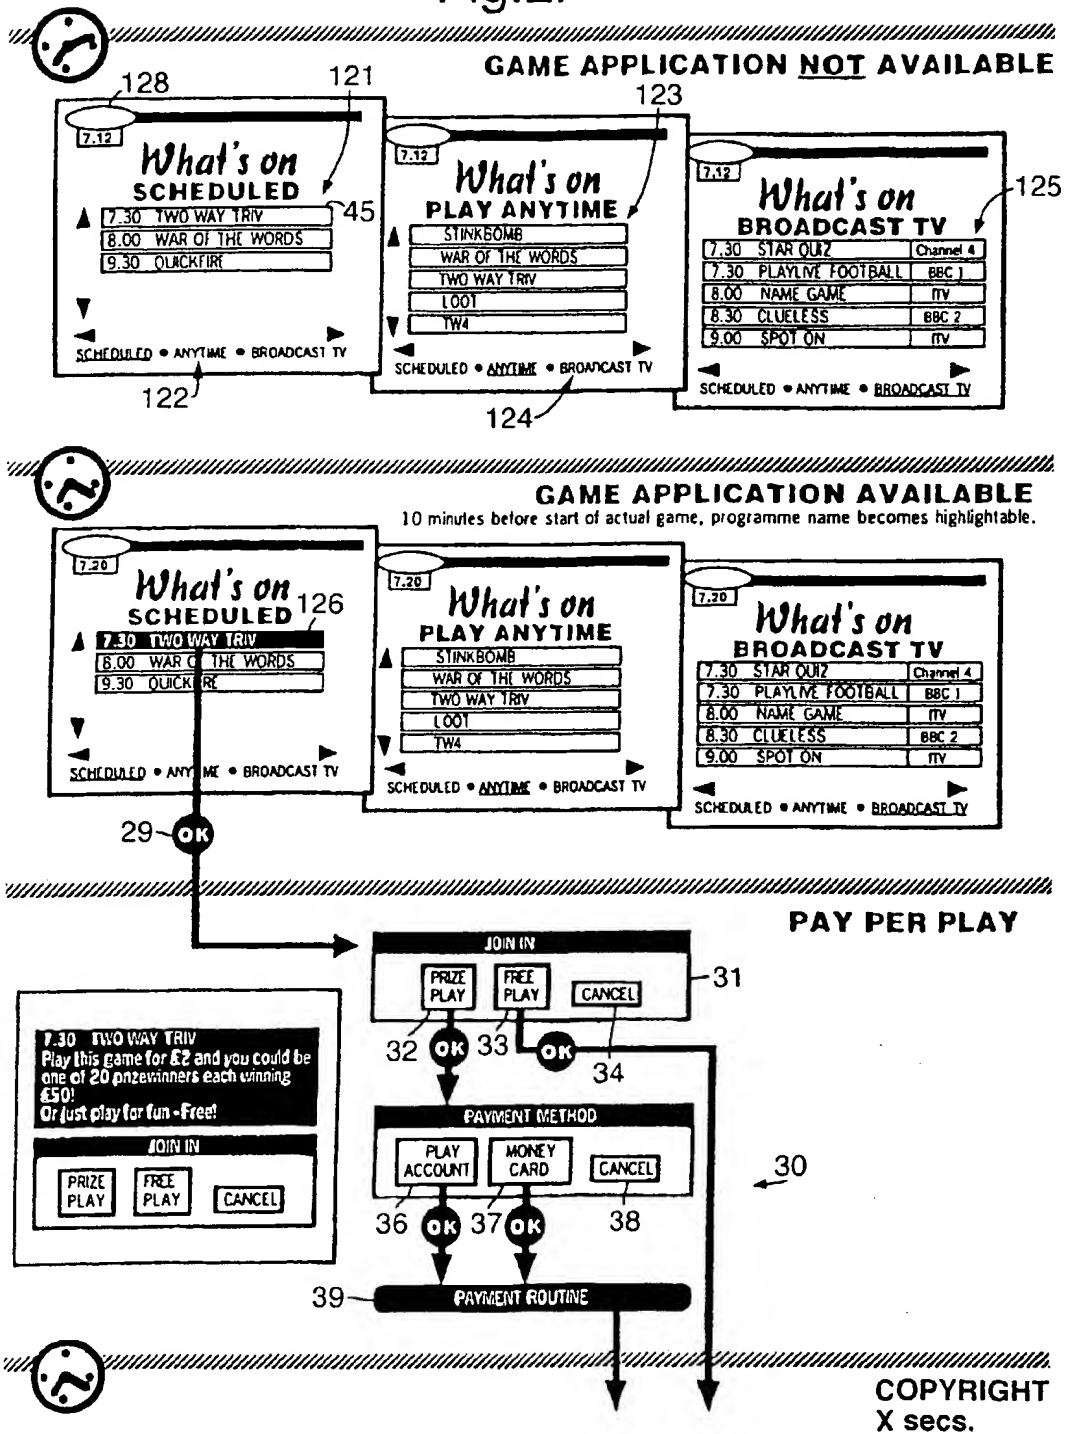 Fig.2.
GAME APPLICATION NOT AVAILABLE
128
121
123
125
7.12
What's on
SCHEDULED
7.30 TWO WAY TRIV
45
8.00 WAR OF THE WORDS
9.30 QUICKFIRE
SCHEDULED • ANYTIME • BROADCAST TV
122
7.12
What's on
PLAY ANYTIME
STINKBOMB
WAR OF THE WORDS
TWO WAY TRIV
LOOT
TW4
SCHEDULED • ANYTIME • BROADCAST TV
124
7.12
What's on
BROADCAST TV
7.30 STAR QUIZ Channel 4
7.30 PLAYLIVE FOOTBALL BBC 1
8.00 NAME GAME ITV
8.30 CLUELESS BBC 2
9.00 SPOT ON ITV
SCHEDULED • ANYTIME • BROADCAST TV
GAME APPLICATION AVAILABLE
10 minutes before start of actual game, programme name becomes highlightable.
7.20
What's on
SCHEDULED
126
7.30 TWO WAY TRIV
8.00 WAR OF THE WORDS
9.30 QUICKFIRE
SCHEDULED • ANYTIME • BROADCAST TV
29
OK
7.20
What's on
PLAY ANYTIME
STINKBOMB
WAR OF THE WORDS
TWO WAY TRIV
LOOT
TW4
SCHEDULED • ANYTIME • BROADCAST TV
7.20
What's on
BROADCAST TV
7.30 STAR QUIZ Channel 4
7.30 PLAYLIVE FOOTBALL BBC 1
8.00 NAME GAME ITV
8.30 CLUELESS BBC 2
9.00 SPOT ON ITV
SCHEDULED • ANYTIME • BROADCAST TV
PAY PER PLAY
JOIN IN
PRIZE PLAY
FREE PLAY
CANCEL
31
32
OK
33
OK
34
7.30 TWO WAY TRIV
Play this game for £2 and you could be
one of 20 prizewinners each winning
£50!
Or just play for fun - Free!
JOIN IN
PRIZE PLAY
FREE PLAY
CANCEL
PAYMENT METHOD
PLAY ACCOUNT
MONEY CARD
CANCEL
30
36
OK
37
OK
38
39
PAYMENT ROUTINE
COPYRIGHT
X secs.